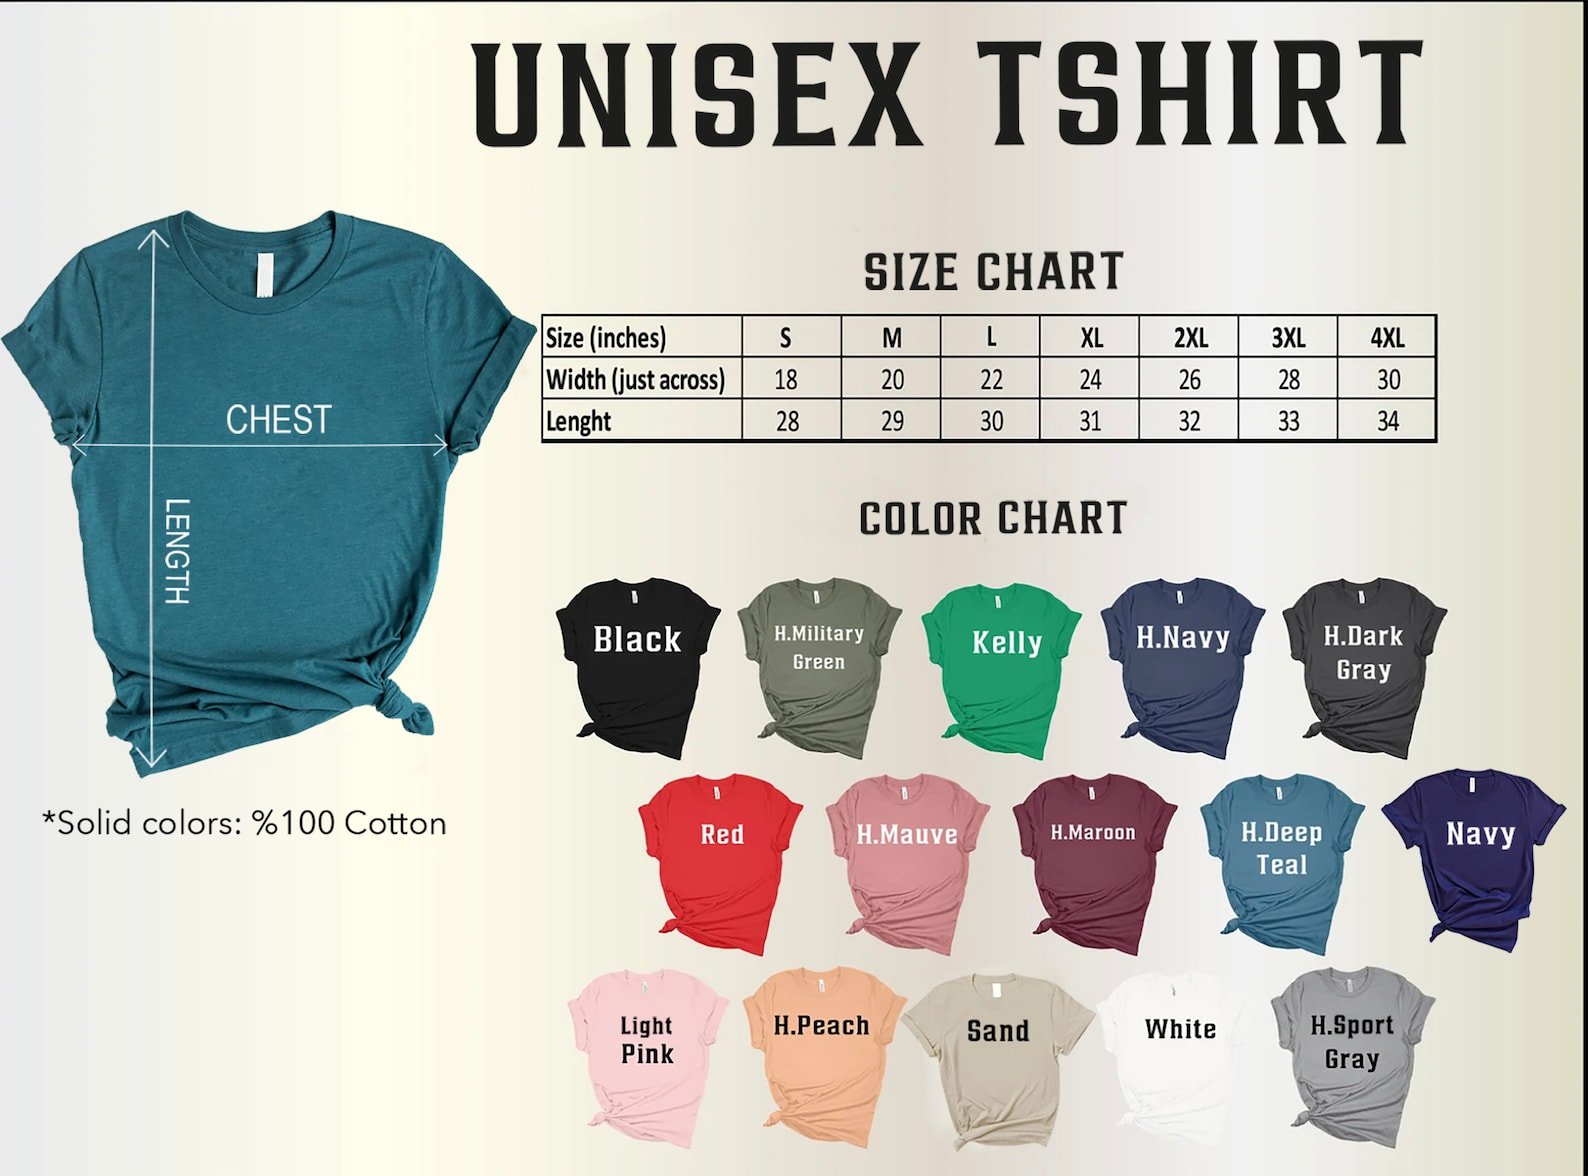 UNISEX TSHIRT
SIZE CHART
Size (inches) S M L XL 2XL 3XL 4XL
Width (just across) 18 20 22 24 26 28 30
Lenght 28 29 30 31 32 33 34
CHEST
LENGTH
*Solid colors: %100 Cotton
COLOR CHART
Black
H.Military
Green
Kelly
H.Navy
H.Dark
Gray
Red
H.Mauve
H.Maroon
H.Deep
Teal
Navy
Light
Pink
H.Peach
Sand
White
H.Sport
Gray